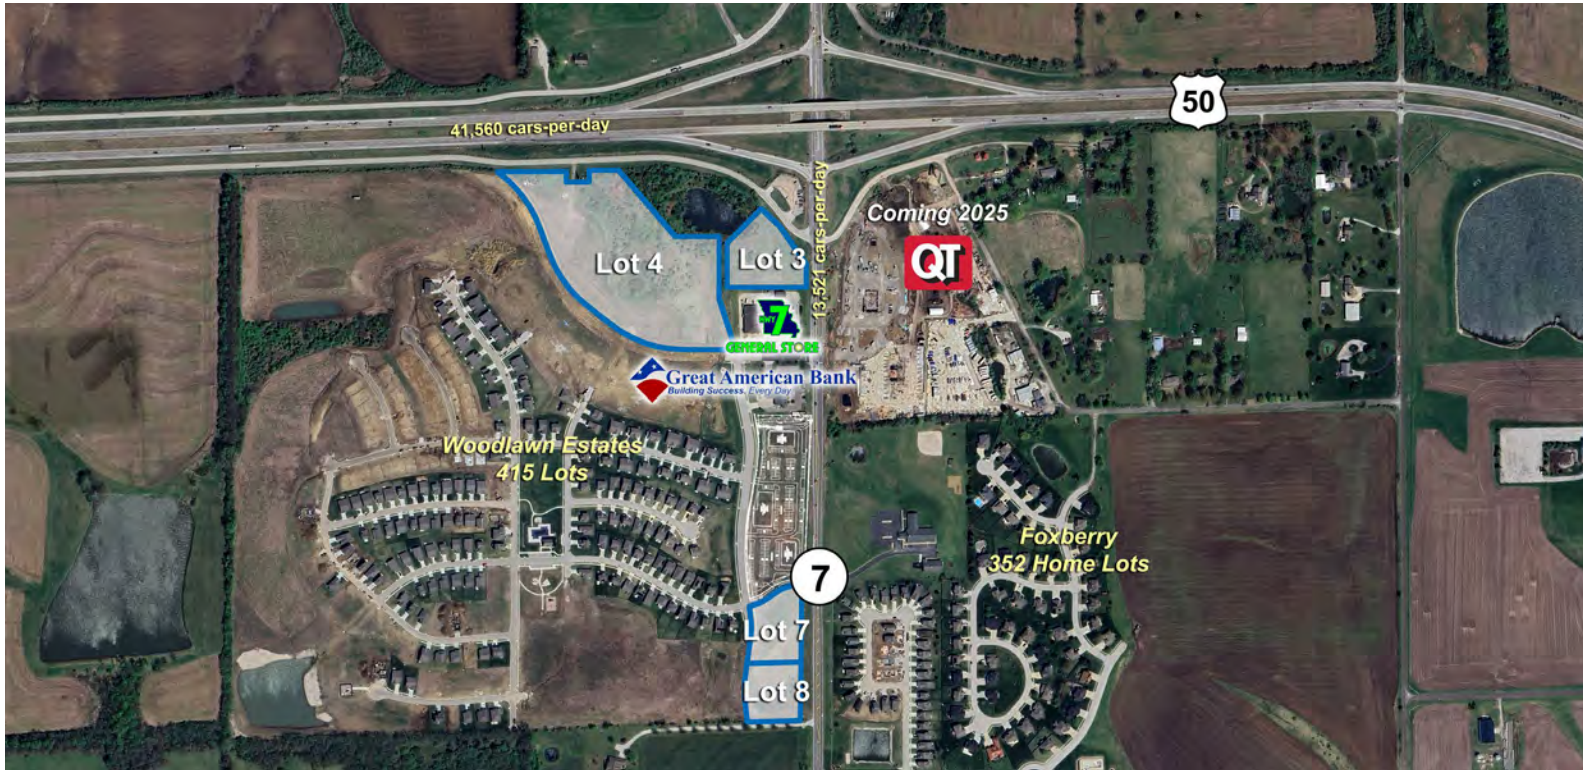 50
41,560 cars-per-day
13,521 cars-per-day
Coming 2025
QT
Lot 4
Lot 3
HWY 7
GENERAL STORE
Great American Bank
Building Success. Every Day
Woodlawn Estates
415 Lots
Foxberry
352 Home Lots
7
Lot 7
Lot 8